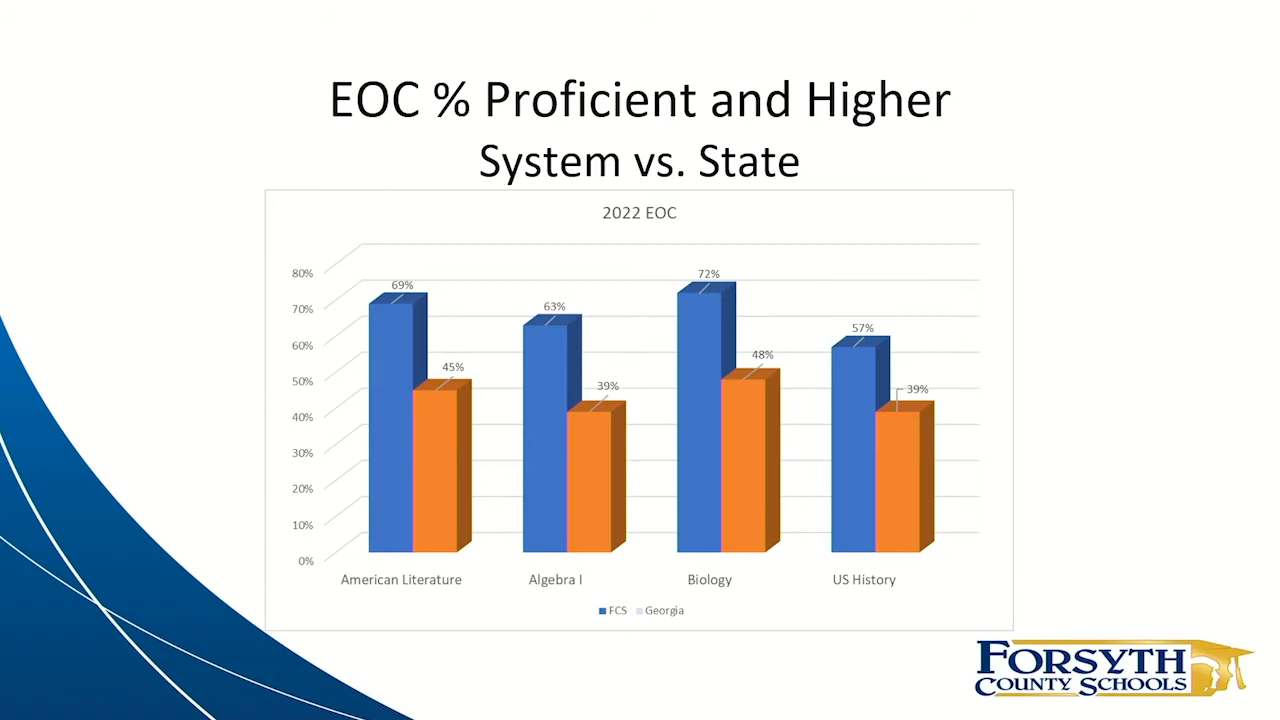 EOC % Proficient and Higher
System vs. State
2022 EOC
80%
70%
60%
50%
40%
30%
20%
10%
0%
69%
45%
63%
39%
72%
48%
57%
39%
American Literature
Algebra I
Biology
US History
FCS
Georgia
FORSYTH
COUNTY SCHOOLS